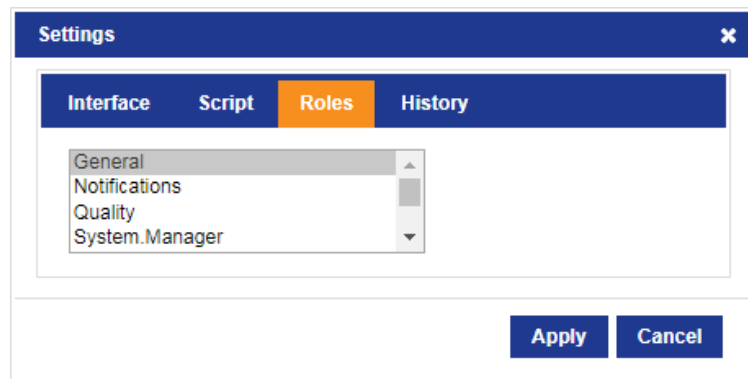 Settings
Interface Script Roles History
General
Notifications
Quality
System.Manager
Apply Cancel